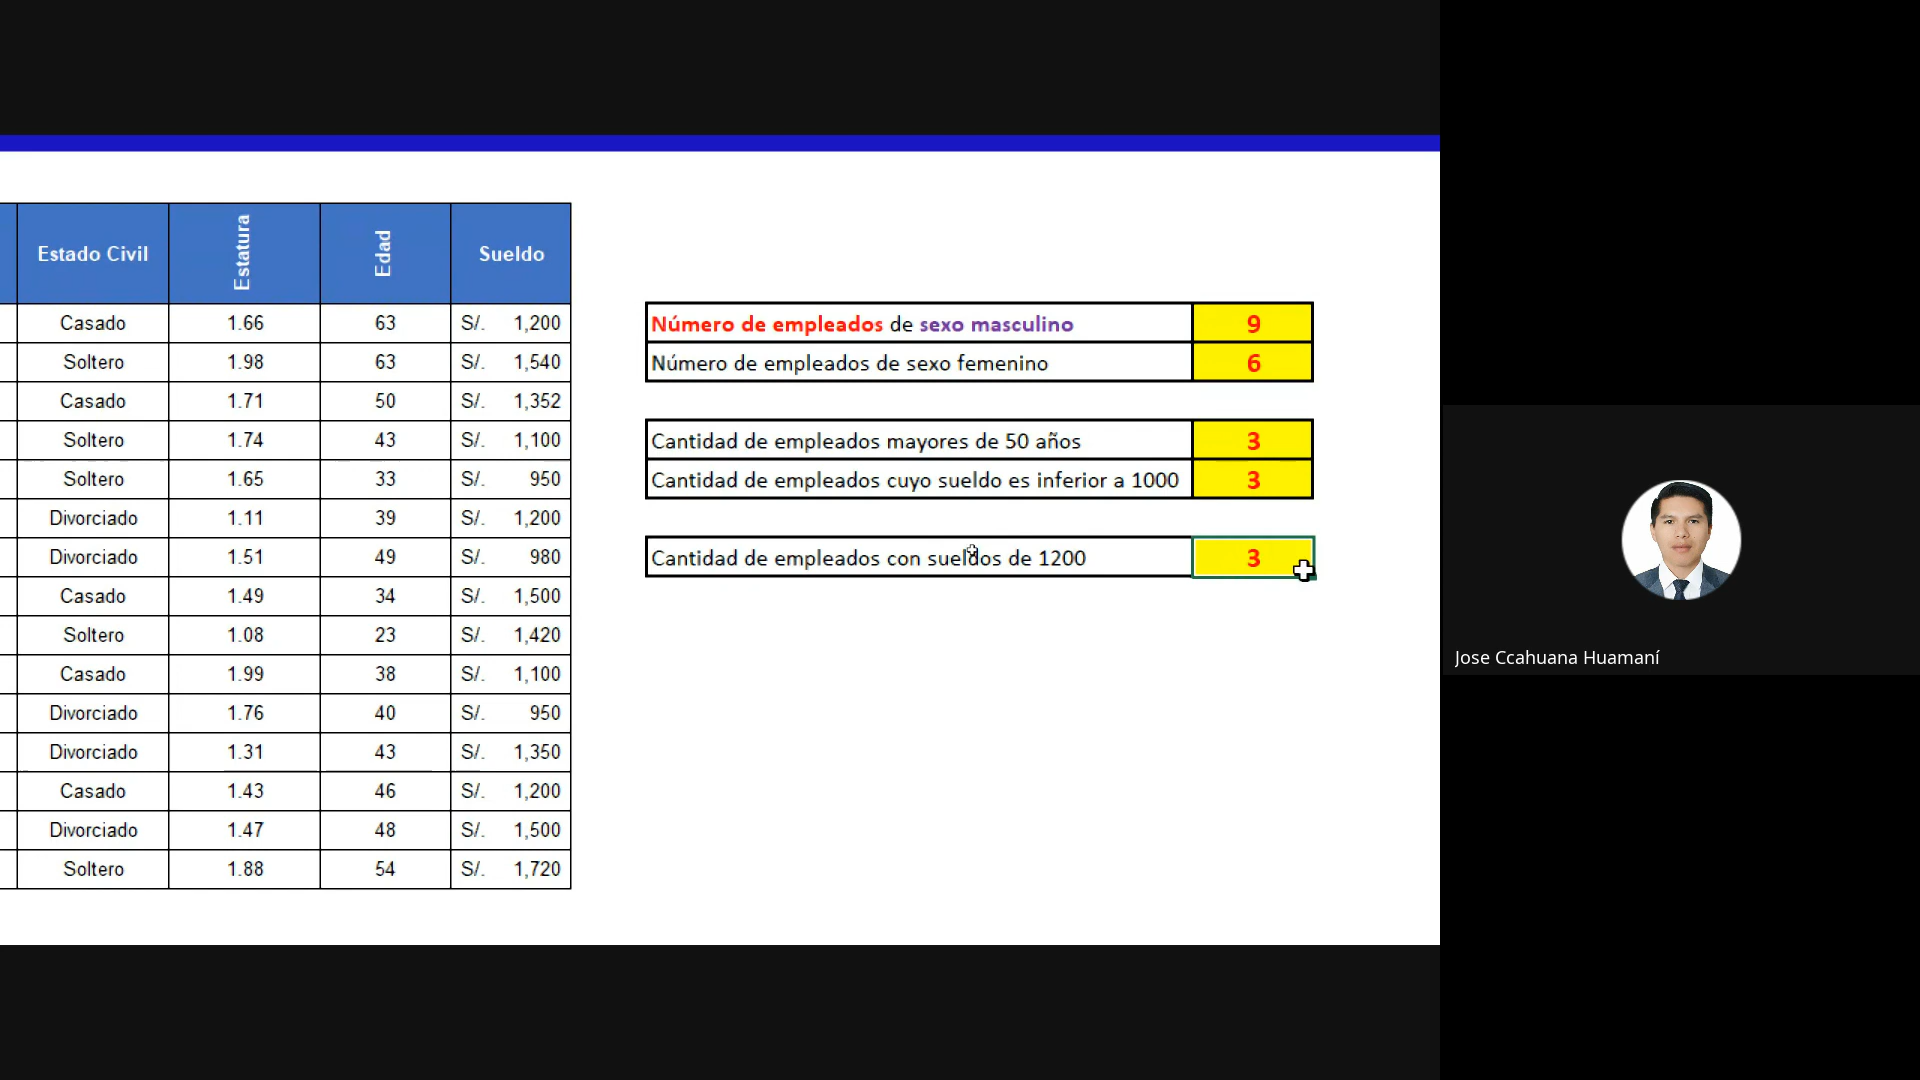 Estado Civil Estatura Edad Sueldo
Casado 1.66 63 S/. 1,200
Soltero 1.98 63 S/. 1,540
Casado 1.71 50 S/. 1,352
Soltero 1.74 43 S/. 1,100
Soltero 1.65 33 S/. 950
Divorciado 1.11 39 S/. 1,200
Divorciado 1.51 49 S/. 980
Casado 1.49 34 S/. 1,500
Soltero 1.08 23 S/. 1,420
Casado 1.99 38 S/. 1,100
Divorciado 1.76 40 S/. 950
Divorciado 1.31 43 S/. 1,350
Casado 1.43 46 S/. 1,200
Divorciado 1.47 48 S/. 1,500
Soltero 1.88 54 S/. 1,720
Número de empleados de sexo masculino 9
Número de empleados de sexo femenino 6
Cantidad de empleados mayores de 50 años 3
Cantidad de empleados cuyo sueldo es inferior a 1000 3
Cantidad de empleados con sueldos de 1200 3
Jose Ccahuana Huamaní